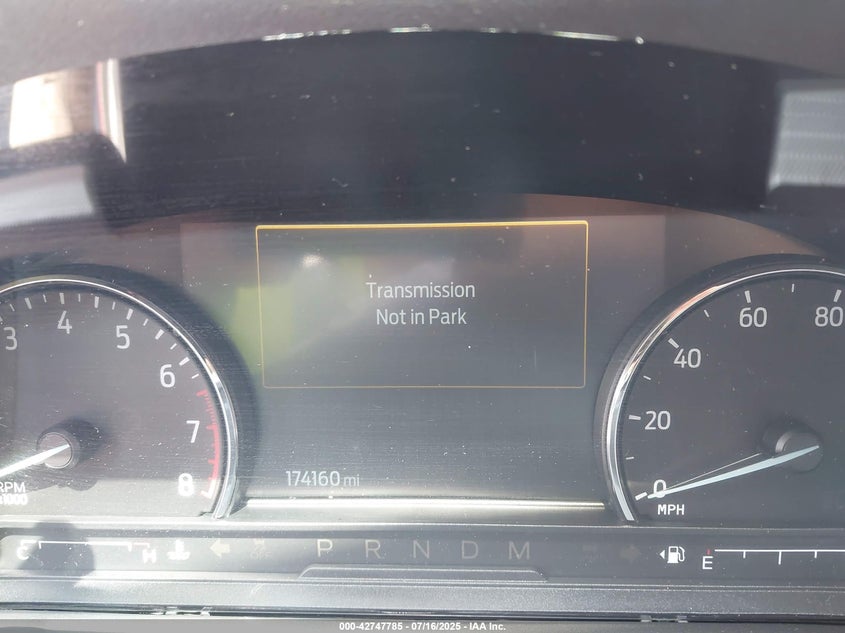 Transmission
Not in Park
3 4 5 6 7 8
RPM
x1000
174160 mi
0 20 40 60 80
MPH
C H
P R N D M
E
000-42747785 - 07/16/2025 - IAA Inc.